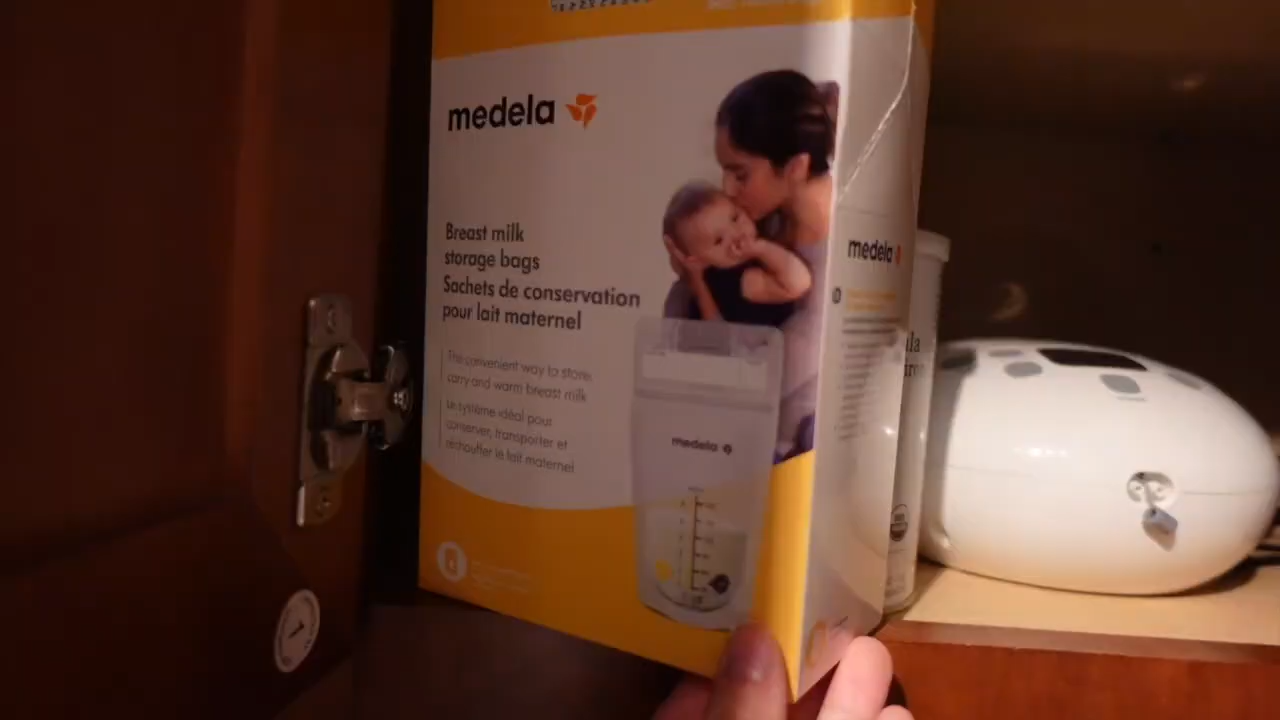 medela
Breast milk
storage bags
Sachets de conservation
pour lait maternel
The convenient way to store,
carry and warm breast milk
Le système idéal pour
conserver, transporter et
réchauffer le lait maternel
medela
medela